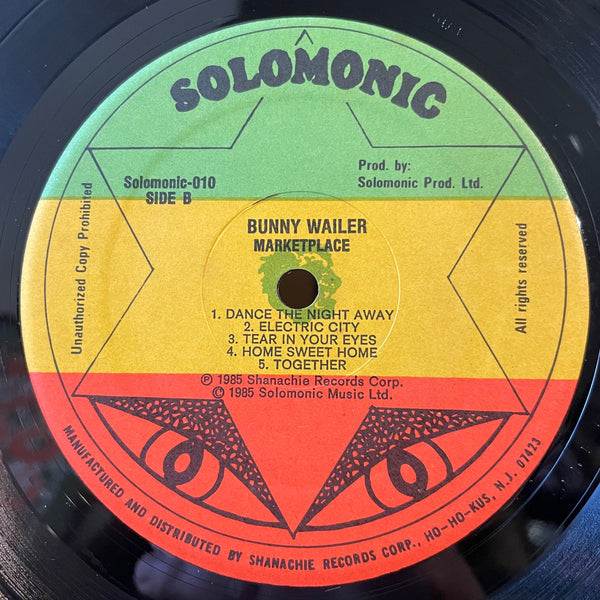 SOLOMONIC
Solomonic-010
SIDE B
Prod. by:
Solomonic Prod. Ltd.
Unauthorized Copy Prohibited
All rights reserved
BUNNY WAILER
MARKETPLACE
1. DANCE THE NIGHT AWAY
2. ELECTRIC CITY
3. TEAR IN YOUR EYES
4. HOME SWEET HOME
5. TOGETHER
Ⓟ 1985 Shanachie Records Corp.
© 1985 Solomonic Music Ltd.
MANUFACTURED AND DISTRIBUTED BY SHANACHIE RECORDS CORP., HO-HO-KUS, N.J. 07423